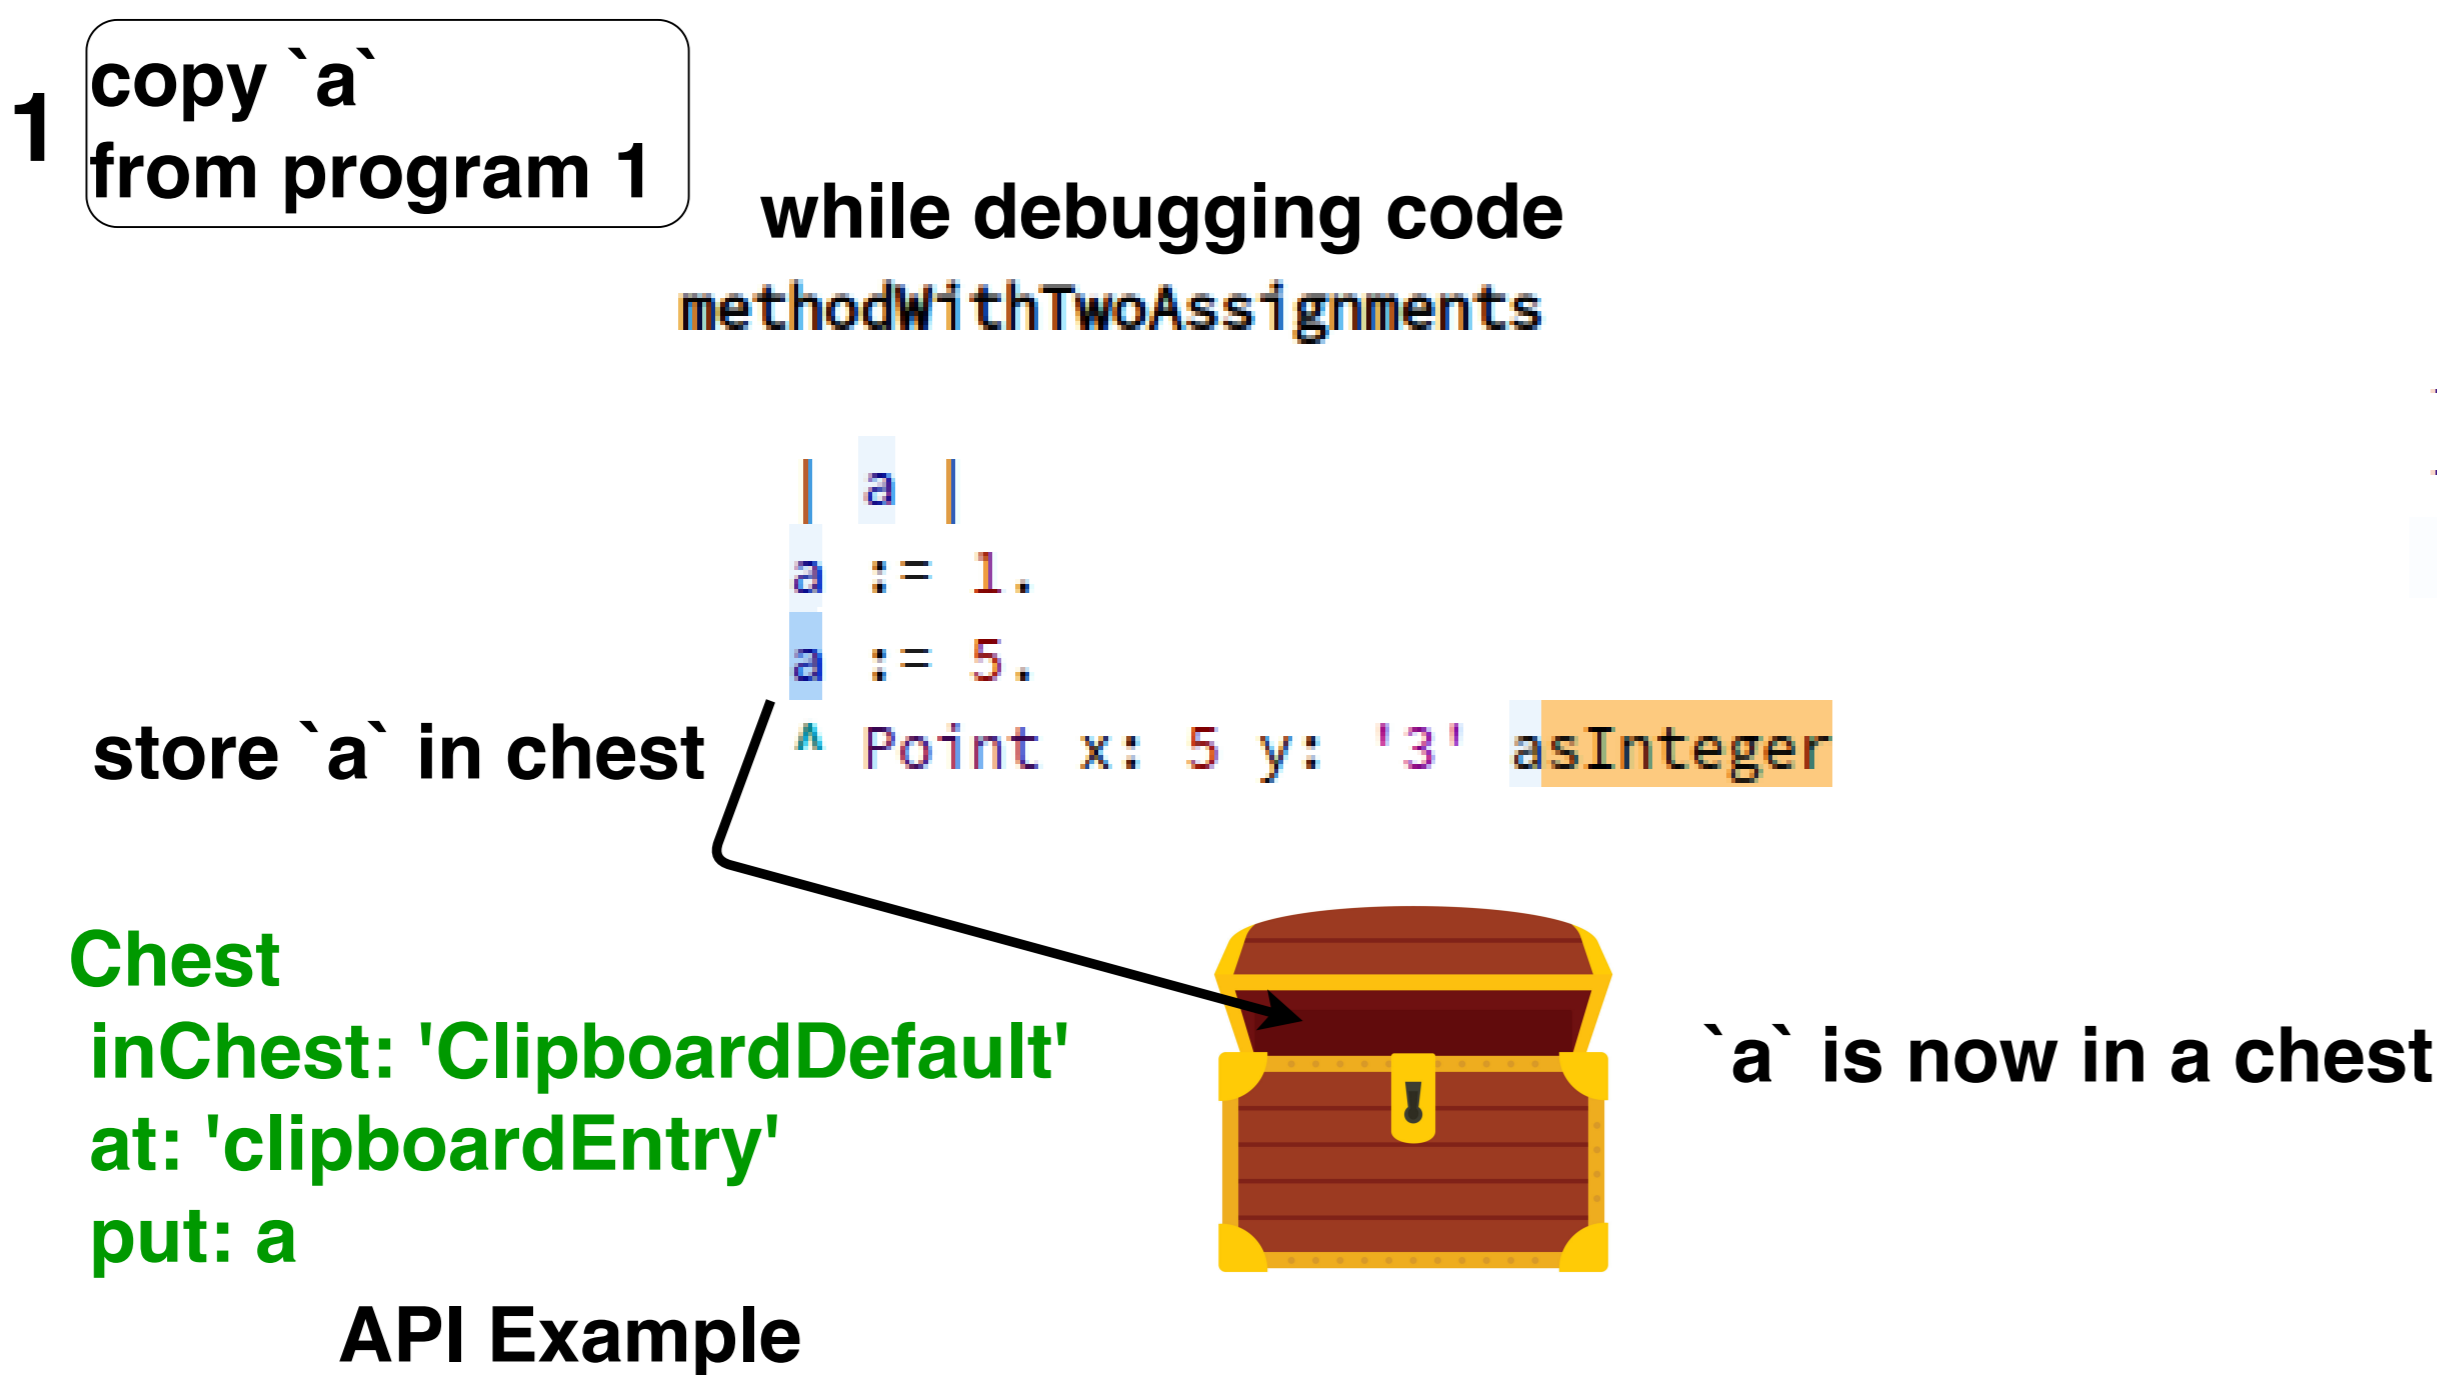 1
copy `a`
from program 1
while debugging code
methodWithTwoAssignments
| a |
a := 1.
a := 5.
^ Point x: 5 y: '3' asInteger
store `a` in chest
Chest
inChest: 'ClipboardDefault'
at: 'clipboardEntry'
put: a
`a` is now in a chest
API Example